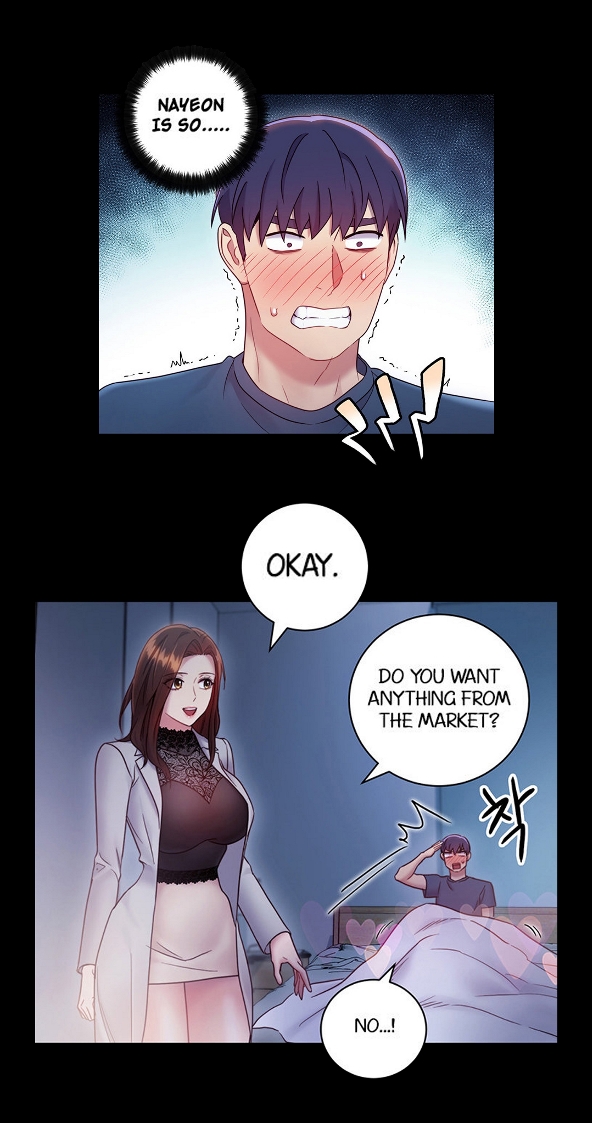 NAYEON
IS SO.....
OKAY.
DO YOU WANT
ANYTHING FROM
THE MARKET?
착
NO...!